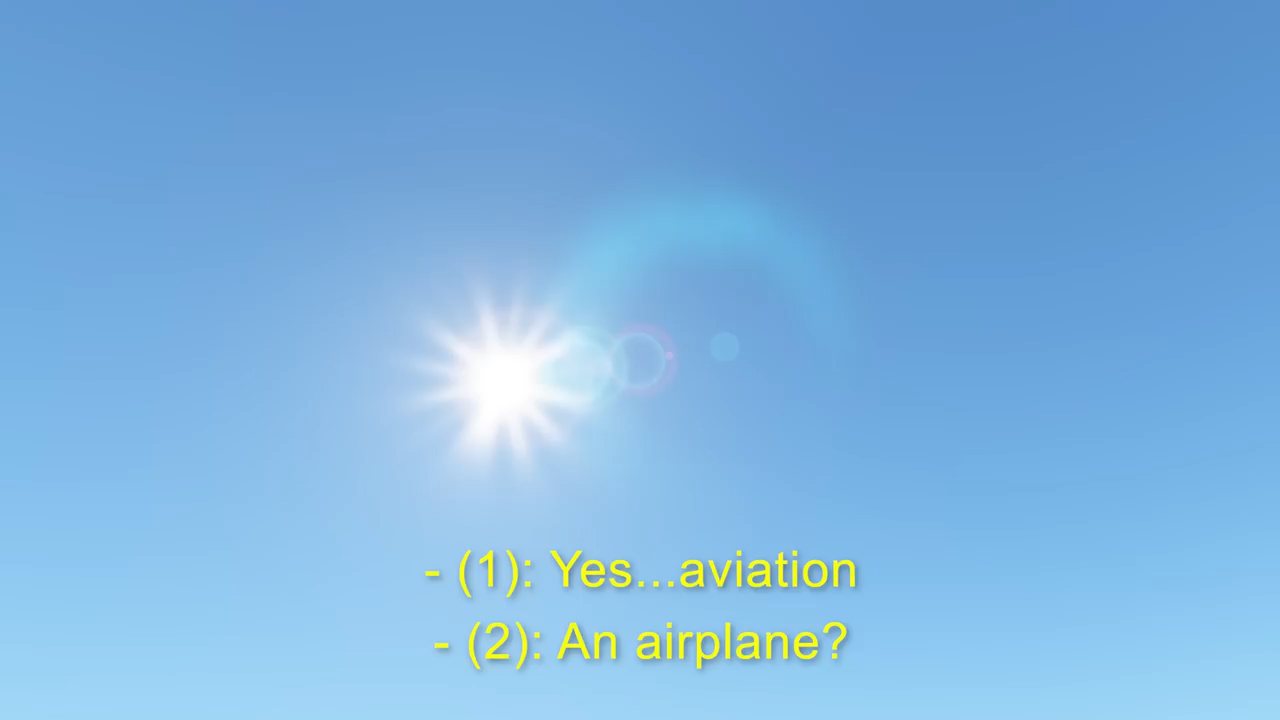 - (1): Yes...aviation
- (2): An airplane?